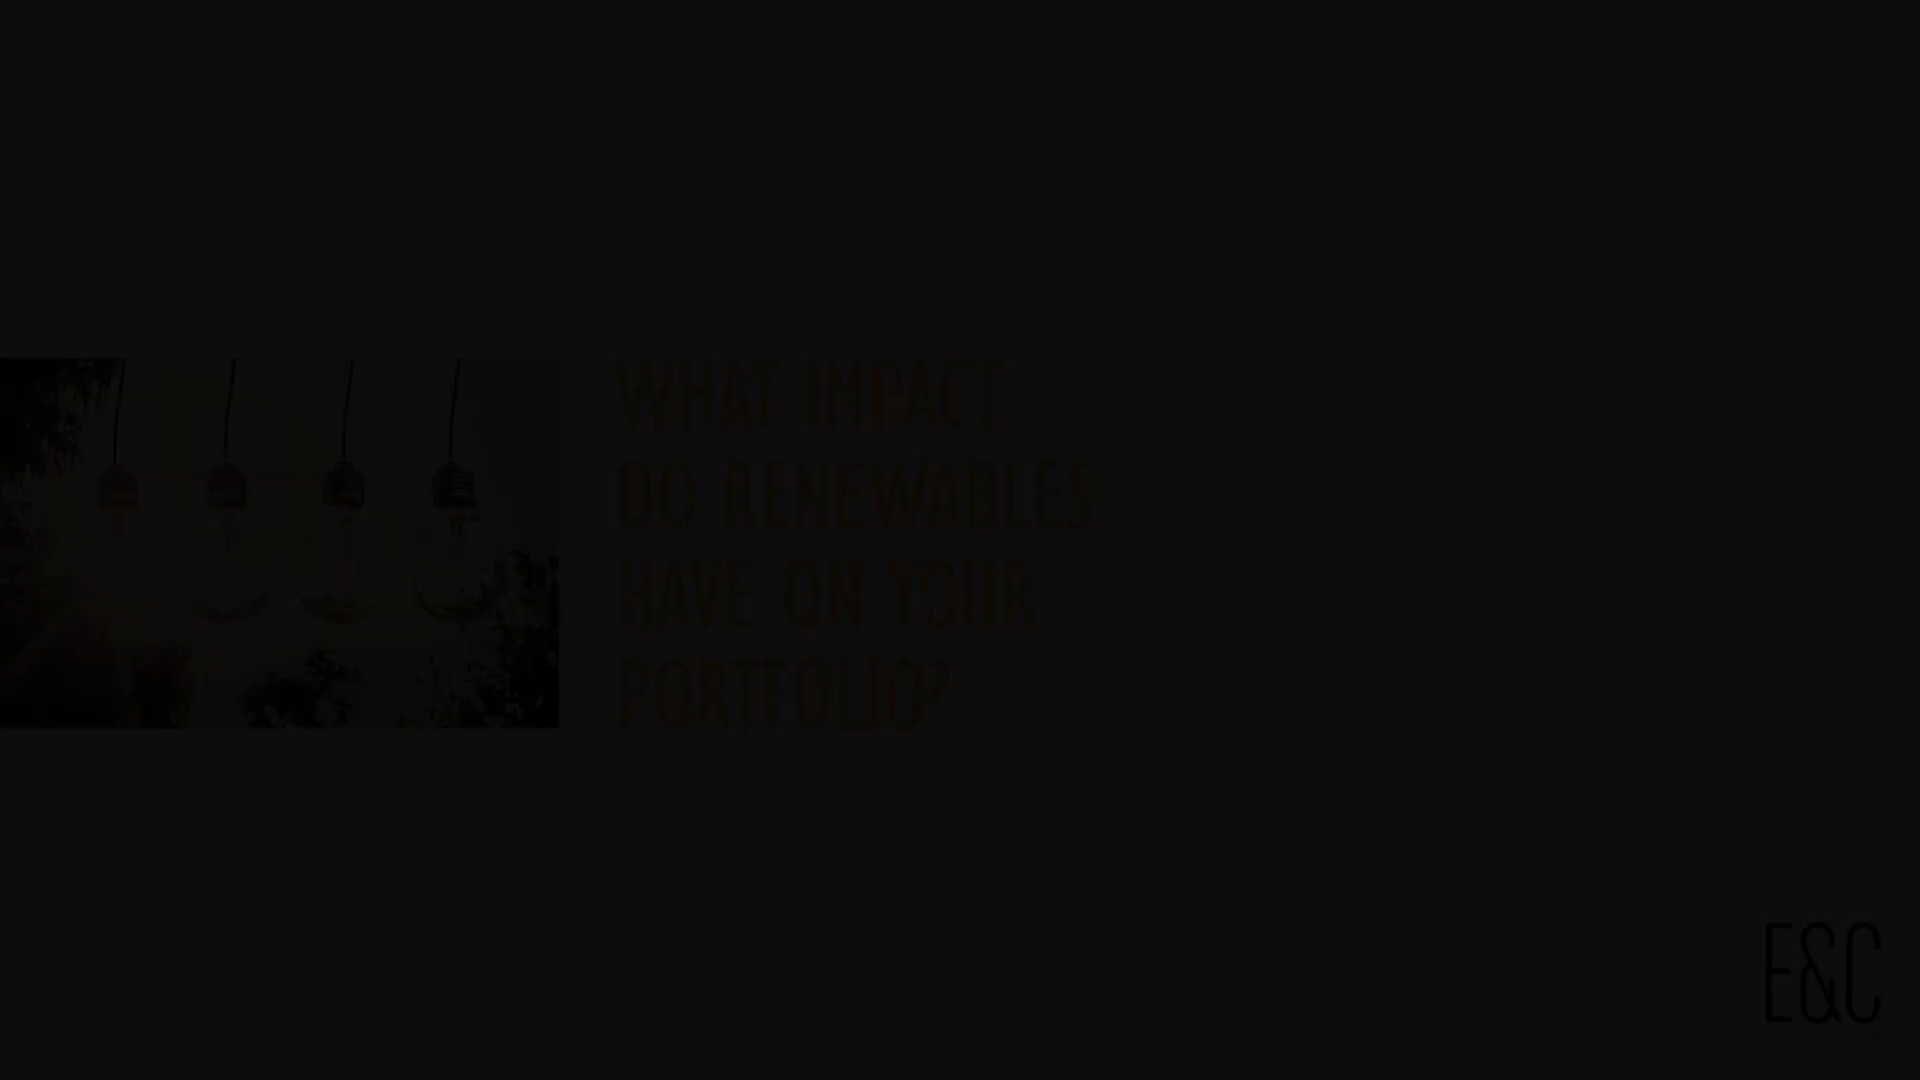 WHAT IMPACT
DO RENEWABLES
HAVE ON YOUR
PORTFOLIO?
E&C